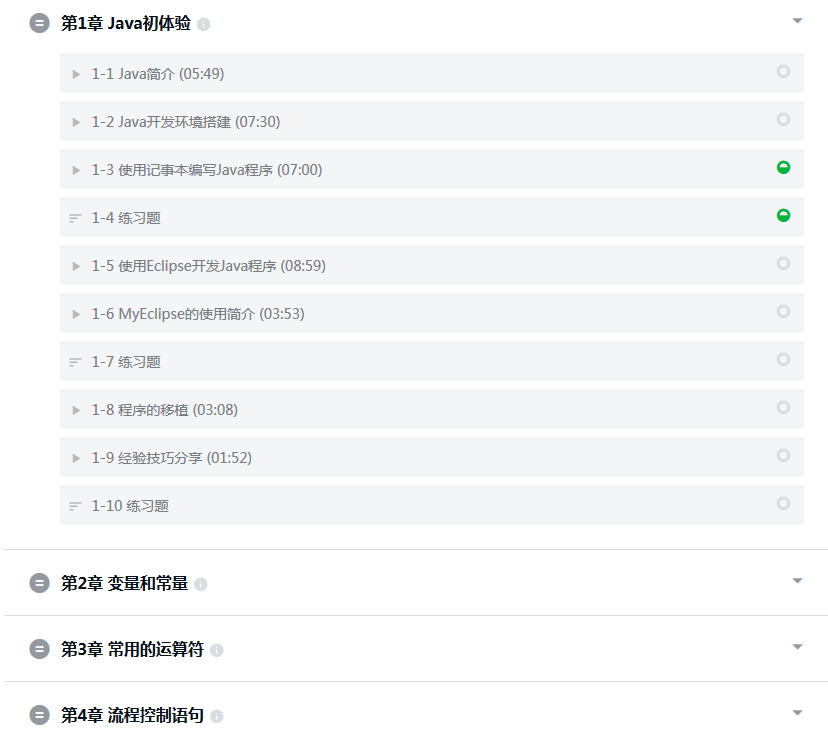 第1章 Java初体验
1-1 Java简介 (05:49)
1-2 Java开发环境搭建 (07:30)
1-3 使用记事本编写Java程序 (07:00)
1-4 练习题
1-5 使用Eclipse开发Java程序 (08:59)
1-6 MyEclipse的使用简介 (03:53)
1-7 练习题
1-8 程序的移植 (03:08)
1-9 经验技巧分享 (01:52)
1-10 练习题
第2章 变量和常量
第3章 常用的运算符
第4章 流程控制语句